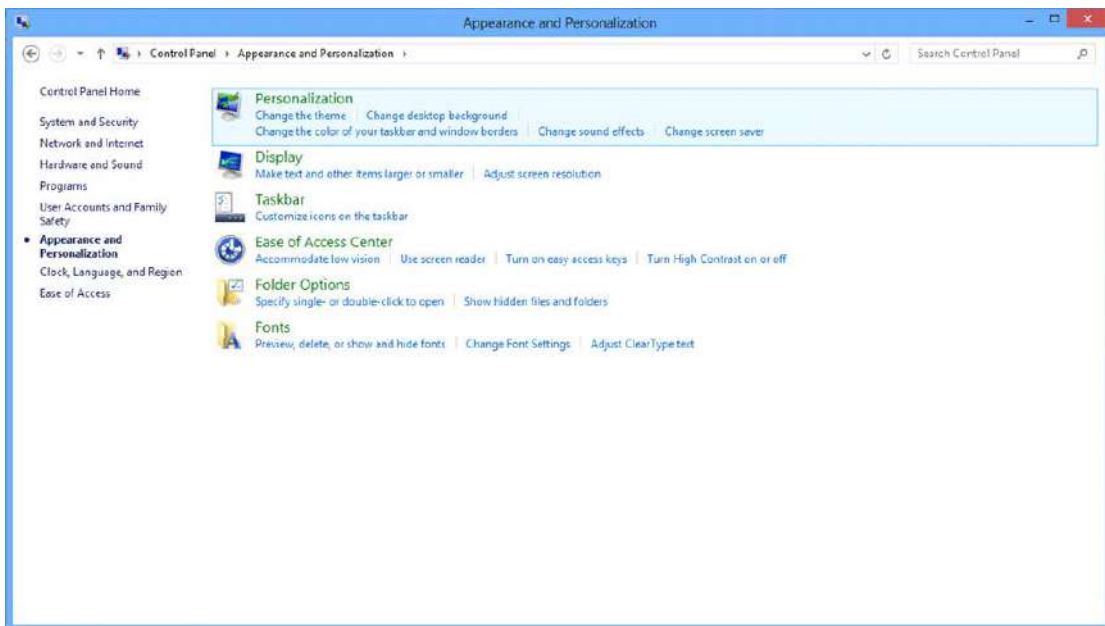 Appearance and Personalization
Control Panel Appearance and Personalization
Search Control Panel
Control Panel Home
System and Security
Network and Internet
Hardware and Sound
Programs
User Accounts and Family
Safety
Appearance and
Personalization
Clock, Language, and Region
Ease of Access
Personalization
Change the theme Change desktop background
Change the color of your taskbar and window borders Change sound effects Change screen saver
Display
Make text and other items larger or smaller Adjust screen resolution
Taskbar
Customize icons on the taskbar
Ease of Access Center
Accommodate low vision Use screen reader Turn on easy access keys Turn High Contrast on or off
Folder Options
Specify single- or double-click to open Show hidden files and folders
Fonts
Preview, delete, or show and hide fonts Change Font Settings Adjust ClearType text